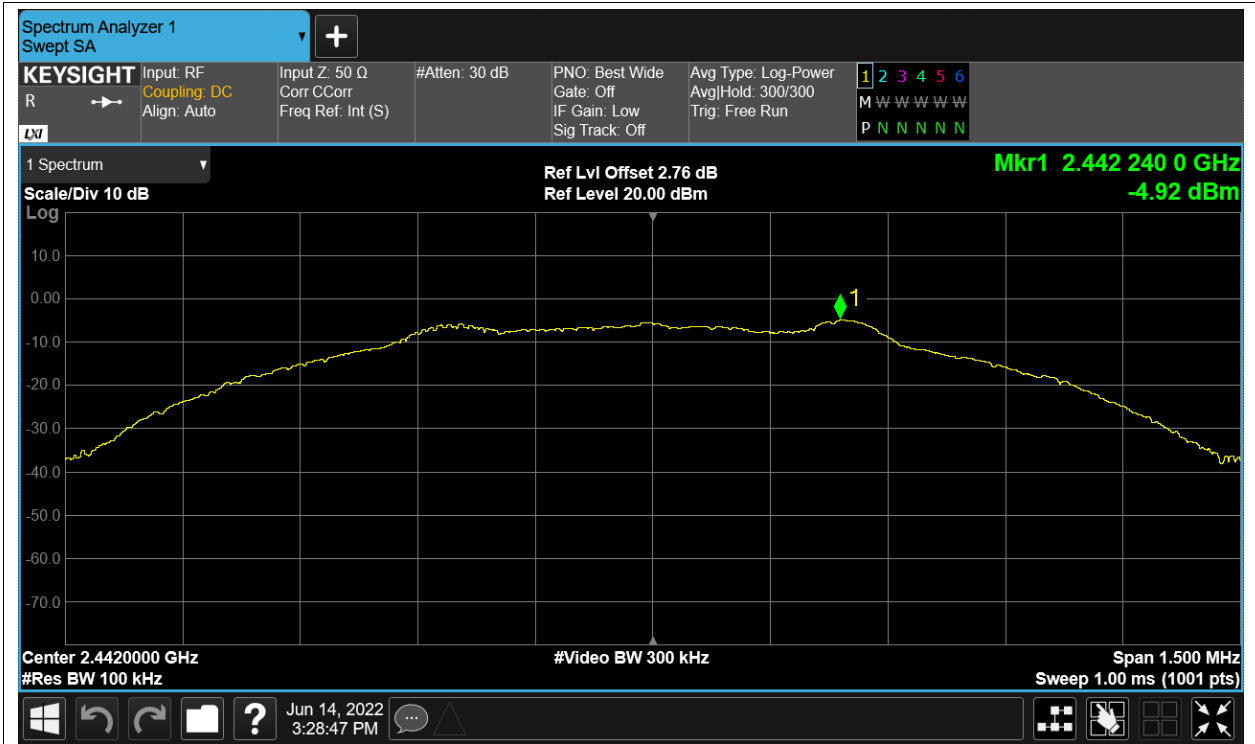 Spectrum Analyzer 1
Swept SA
KEYSIGHT
R
LXI
Input: RF
Coupling: DC
Align: Auto
Input Z: 50 Ω
Corr CCorr
Freq Ref: Int (S)
#Atten: 30 dB
PNO: Best Wide
Gate: Off
IF Gain: Low
Sig Track: Off
Avg Type: Log-Power
Avg|Hold: 300/300
Trig: Free Run
1 2 3 4 5 6
M W W W W W
P N N N N N
1 Spectrum
Scale/Div 10 dB
Log
Ref Lvl Offset 2.76 dB
Ref Level 20.00 dBm
Mkr1 2.442 240 0 GHz
-4.92 dBm
10.0
0.00
-10.0
-20.0
-30.0
-40.0
-50.0
-60.0
-70.0
1
Center 2.4420000 GHz
#Res BW 100 kHz
#Video BW 300 kHz
Span 1.500 MHz
Sweep 1.00 ms (1001 pts)
?
Jun 14, 2022
3:28:47 PM